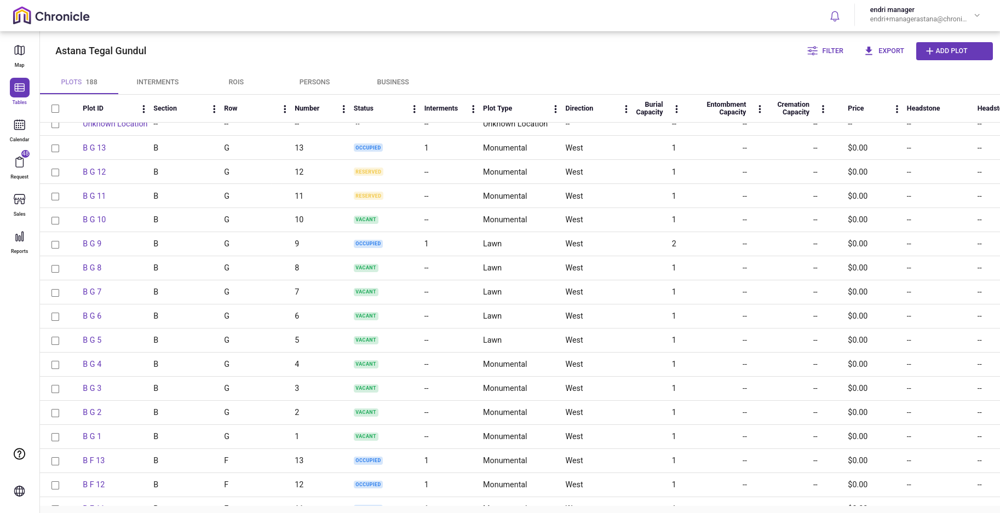 Chronicle
endri manager
endri+managerastana@chroni...
Map
Tables
Calendar
48
Request
Sales
Reports
Astana Tegal Gundul
FILTER
EXPORT
ADD PLOT
PLOTS 188 INTERMENTS ROIS PERSONS BUSINESS
Plot ID Section Row Number Status Interments Plot Type Direction Burial Capacity Entombment Capacity Cremation Capacity Price Headstone Headst
Unknown Location -- -- -- -- -- Unknown Location -- -- -- -- -- -- --
B G 13 B G 13 OCCUPIED 1 Monumental West 1 -- -- $0.00 -- --
B G 12 B G 12 RESERVED -- Monumental West 1 -- -- $0.00 -- --
B G 11 B G 11 RESERVED -- Monumental West 1 -- -- $0.00 -- --
B G 10 B G 10 VACANT -- Monumental West 1 -- -- $0.00 -- --
B G 9 B G 9 OCCUPIED 1 Lawn West 2 -- -- $0.00 -- --
B G 8 B G 8 VACANT -- Lawn West 1 -- -- $0.00 -- --
B G 7 B G 7 VACANT -- Lawn West 1 -- -- $0.00 -- --
B G 6 B G 6 VACANT -- Lawn West 1 -- -- $0.00 -- --
B G 5 B G 5 VACANT -- Lawn West 1 -- -- $0.00 -- --
B G 4 B G 4 VACANT -- Monumental West 1 -- -- $0.00 -- --
B G 3 B G 3 VACANT -- Monumental West 1 -- -- $0.00 -- --
B G 2 B G 2 VACANT -- Monumental West 1 -- -- $0.00 -- --
B G 1 B G 1 VACANT -- Monumental West 1 -- -- $0.00 -- --
B F 13 B F 13 OCCUPIED 1 Monumental West 1 -- -- $0.00 -- --
B F 12 B F 12 OCCUPIED 1 Monumental West 1 -- -- $0.00 -- --